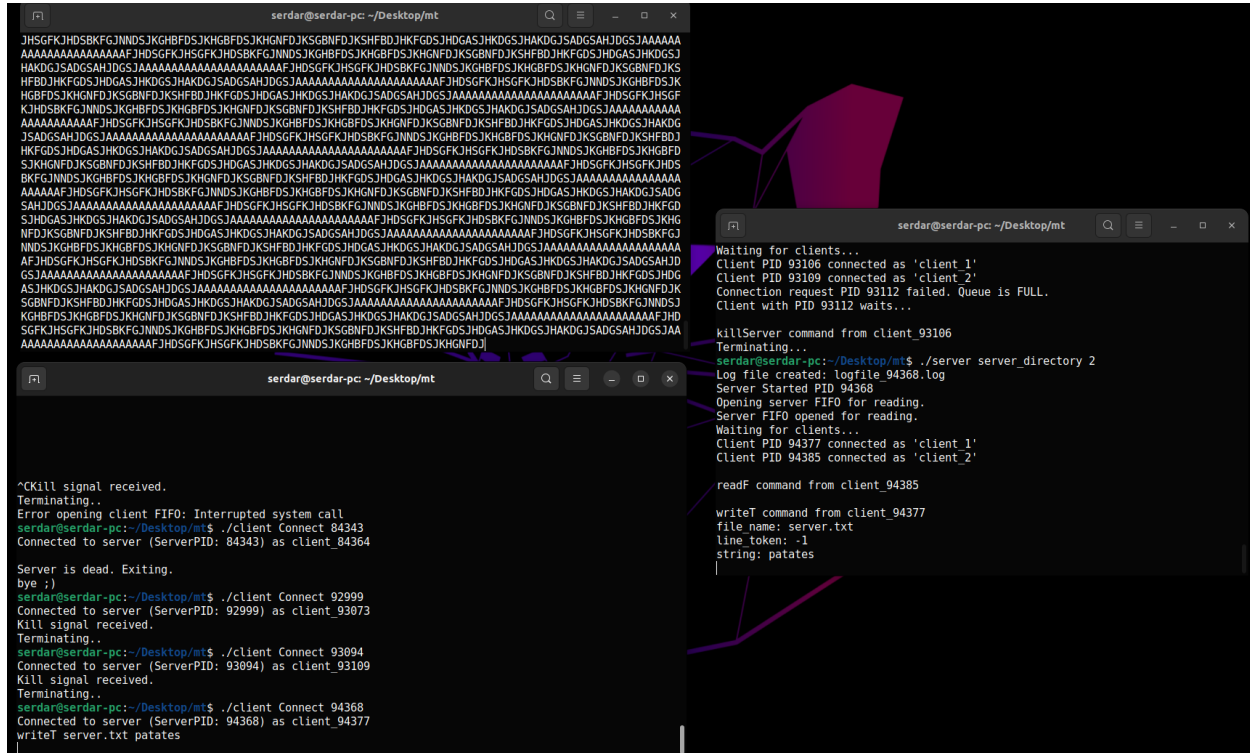 serdar@serdar-pc: ~/Desktop/mt
JHSGFKJHDSBKFGJNNDSJKGHBFDSJKHGBFDSJKHGNFDJKSGBNFDJKSHFBDJHKFGDSJHDGASJHKDGSJHAKDGJSADGSAHJDGSJAAAAAA
AAAAAAAAAAAAAAAAFJHDSGFKJHSGFKJHDSBKFGJNNDSJKGHBFDSJKHGBFDSJKHGNFDJKSGBNFDJKSHFBDJHKFGDSJHDGASJHKDGSJ
HAKDGJSADGSAHJDGSJAAAAAAAAAAAAAAAAAAAAAAFJHDSGFKJHSGFKJHDSBKFGJNNDSJKGHBFDSJKHGBFDSJKHGNFDJKSGBNFDJKS
HFBDJHKFGDSJHDGASJHKDGSJHAKDGJSADGSAHJDGSJAAAAAAAAAAAAAAAAAAAAAAFJHDSGFKJHSGFKJHDSBKFGJNNDSJKGHBFDSJK
HGBFDSJKHGNFDJKSGBNFDJKSHFBDJHKFGDSJHDGASJHKDGSJHAKDGJSADGSAHJDGSJAAAAAAAAAAAAAAAAAAAAAAFJHDSGFKJHSGF
KJHDSBKFGJNNDSJKGHBFDSJKHGBFDSJKHGNFDJKSGBNFDJKSHFBDJHKFGDSJHDGASJHKDGSJHAKDGJSADGSAHJDGSJAAAAAAAAAAA
AAAAAAAAAAAFJHDSGFKJHSGFKJHDSBKFGJNNDSJKGHBFDSJKHGBFDSJKHGNFDJKSGBNFDJKSHFBDJHKFGDSJHDGASJHKDGSJHAKDG
JSADGSAHJDGSJAAAAAAAAAAAAAAAAAAAAAAFJHDSGFKJHSGFKJHDSBKFGJNNDSJKGHBFDSJKHGBFDSJKHGNFDJKSGBNFDJKSHFBDJ
HKFGDSJHDGASJHKDGSJHAKDGJSADGSAHJDGSJAAAAAAAAAAAAAAAAAAAAAAFJHDSGFKJHSGFKJHDSBKFGJNNDSJKGHBFDSJKHGBFD
SJKHGNFDJKSGBNFDJKSHFBDJHKFGDSJHDGASJHKDGSJHAKDGJSADGSAHJDGSJAAAAAAAAAAAAAAAAAAAAAAFJHDSGFKJHSGFKJHDS
BKFGJNNDSJKGHBFDSJKHGBFDSJKHGNFDJKSGBNFDJKSHFBDJHKFGDSJHDGASJHKDGSJHAKDGJSADGSAHJDGSJAAAAAAAAAAAAAAAA
AAAAAAFJHDSGFKJHSGFKJHDSBKFGJNNDSJKGHBFDSJKHGBFDSJKHGNFDJKSGBNFDJKSHFBDJHKFGDSJHDGASJHKDGSJHAKDGJSADG
SAHJDGSJAAAAAAAAAAAAAAAAAAAAAAFJHDSGFKJHSGFKJHDSBKFGJNNDSJKGHBFDSJKHGBFDSJKHGNFDJKSGBNFDJKSHFBDJHKFGD
SJHDGASJHKDGSJHAKDGJSADGSAHJDGSJAAAAAAAAAAAAAAAAAAAAAAFJHDSGFKJHSGFKJHDSBKFGJNNDSJKGHBFDSJKHGBFDSJKHG
NFDJKSGBNFDJKSHFBDJHKFGDSJHDGASJHKDGSJHAKDGJSADGSAHJDGSJAAAAAAAAAAAAAAAAAAAAAAFJHDSGFKJHSGFKJHDSBKFGJ
NNDSJKGHBFDSJKHGBFDSJKHGNFDJKSGBNFDJKSHFBDJHKFGDSJHDGASJHKDGSJHAKDGJSADGSAHJDGSJAAAAAAAAAAAAAAAAAAAAA
AFJHDSGFKJHSGFKJHDSBKFGJNNDSJKGHBFDSJKHGBFDSJKHGNFDJKSGBNFDJKSHFBDJHKFGDSJHDGASJHKDGSJHAKDGJSADGSAHJD
GSJAAAAAAAAAAAAAAAAAAAAAAFJHDSGFKJHSGFKJHDSBKFGJNNDSJKGHBFDSJKHGBFDSJKHGNFDJKSGBNFDJKSHFBDJHKFGDSJHDG
ASJHKDGSJHAKDGJSADGSAHJDGSJAAAAAAAAAAAAAAAAAAAAAAFJHDSGFKJHSGFKJHDSBKFGJNNDSJKGHBFDSJKHGBFDSJKHGNFDJK
SGBNFDJKSHFBDJHKFGDSJHDGASJHKDGSJHAKDGJSADGSAHJDGSJAAAAAAAAAAAAAAAAAAAAAAFJHDSGFKJHSGFKJHDSBKFGJNNDSJ
KGHBFDSJKHGBFDSJKHGNFDJKSGBNFDJKSHFBDJHKFGDSJHDGASJHKDGSJHAKDGJSADGSAHJDGSJAAAAAAAAAAAAAAAAAAAAAAFJHD
SGFKJHSGFKJHDSBKFGJNNDSJKGHBFDSJKHGBFDSJKHGNFDJKSGBNFDJKSHFBDJHKFGDSJHDGASJHKDGSJHAKDGJSADGSAHJDGSJAA
AAAAAAAAAAAAAAAAAAAAFJHDSGFKJHSGFKJHDSBKFGJNNDSJKGHBFDSJKHGBFDSJKHGNFDJ
serdar@serdar-pc: ~/Desktop/mt
^CKill signal received.
Terminating..
Error opening client FIFO: Interrupted system call
serdar@serdar-pc:~/Desktop/mt$ ./client Connect 84343
Connected to server (ServerPID: 84343) as client_84364
Server is dead. Exiting.
bye ;)
serdar@serdar-pc:~/Desktop/mt$ ./client Connect 92999
Connected to server (ServerPID: 92999) as client_93073
Kill signal received.
Terminating..
serdar@serdar-pc:~/Desktop/mt$ ./client Connect 93094
Connected to server (ServerPID: 93094) as client_93109
Kill signal received.
Terminating..
serdar@serdar-pc:~/Desktop/mt$ ./client Connect 94368
Connected to server (ServerPID: 94368) as client_94377
writeT server.txt patates
serdar@serdar-pc: ~/Desktop/mt
Waiting for clients...
Client PID 93106 connected as 'client_1'
Client PID 93109 connected as 'client_2'
Connection request PID 93112 failed. Queue is FULL.
Client with PID 93112 waits...
killServer command from client_93106
Terminating...
serdar@serdar-pc:~/Desktop/mt$ ./server server_directory 2
Log file created: logfile_94368.log
Server Started PID 94368
Opening server FIFO for reading.
Server FIFO opened for reading.
Waiting for clients...
Client PID 94377 connected as 'client_1'
Client PID 94385 connected as 'client_2'
readF command from client_94385
writeT command from client_94377
file_name: server.txt
line_token: -1
string: patates